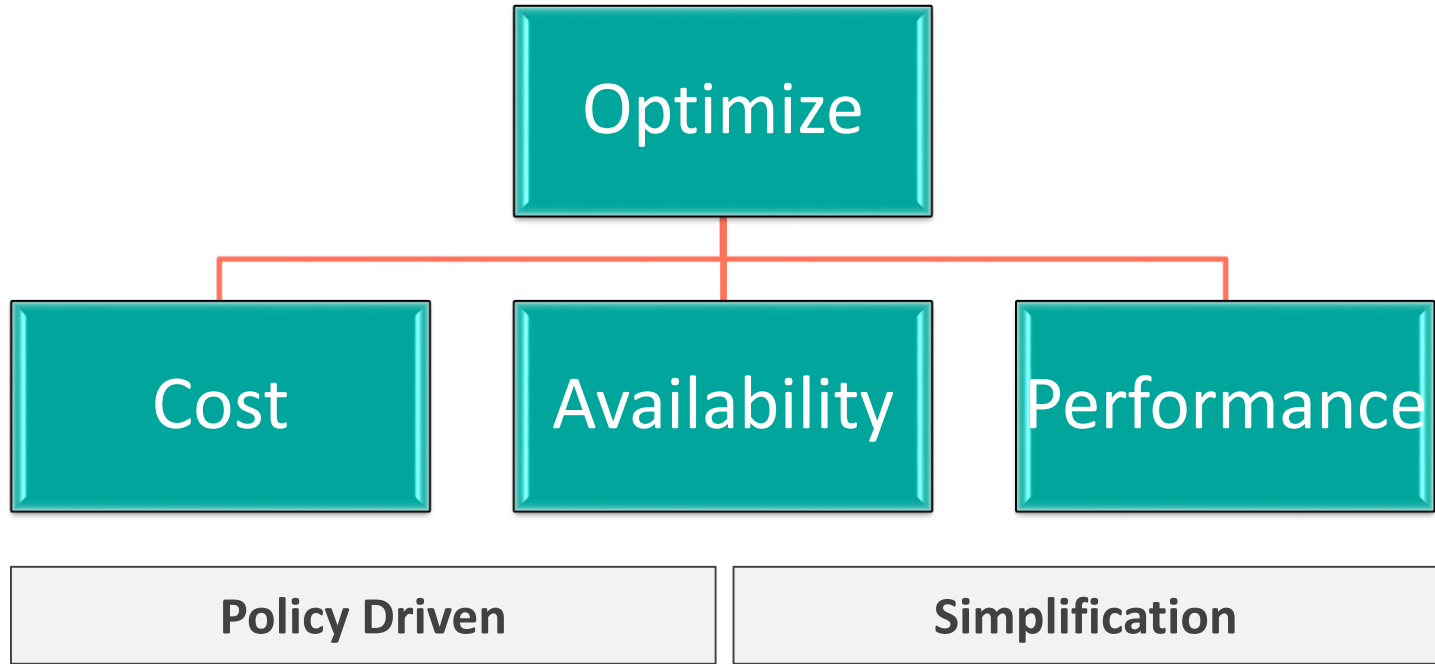 Optimize
Cost
Availability
Performance
Policy Driven
Simplification